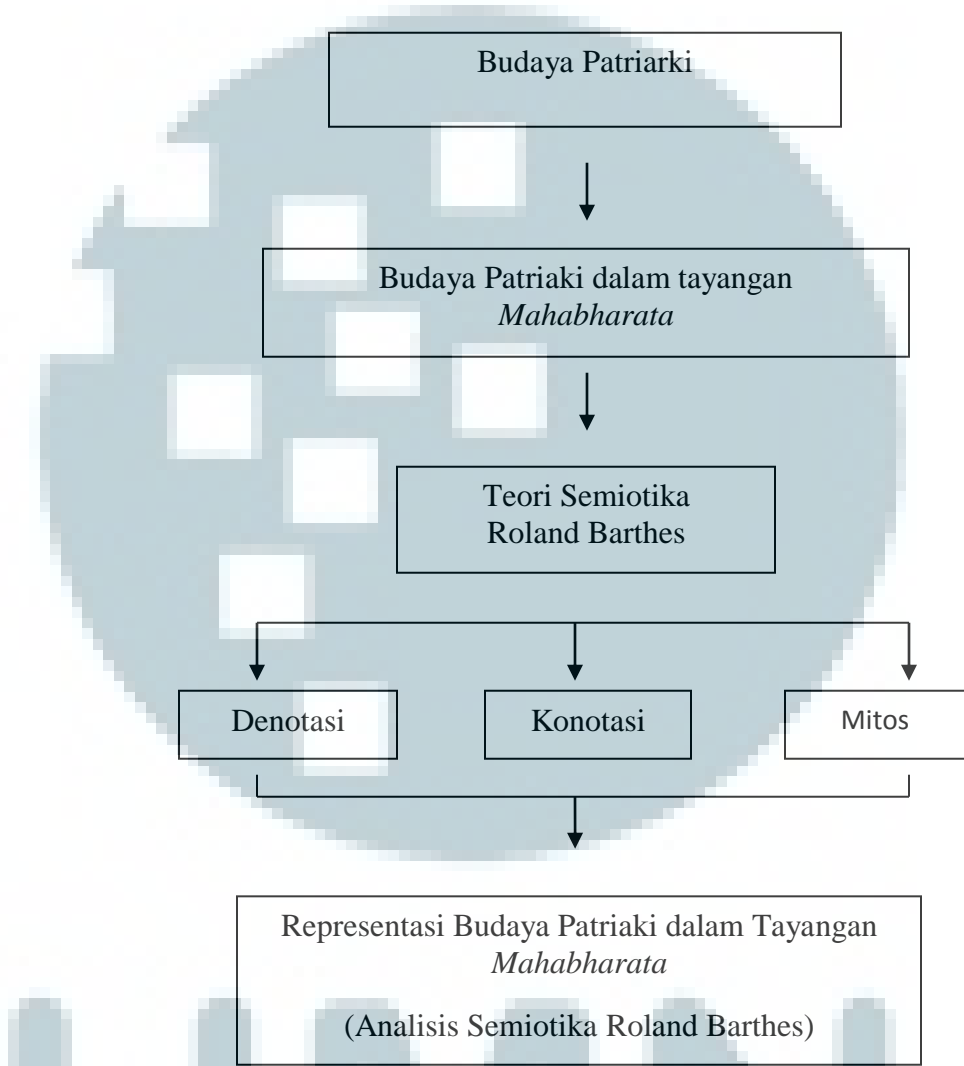 Budaya Patriarki
Budaya Patriaki dalam tayangan
Mahabharata
Teori Semiotika
Roland Barthes
Denotasi
Konotasi
Mitos
Representasi Budaya Patriaki dalam Tayangan
Mahabharata
(Analisis Semiotika Roland Barthes)